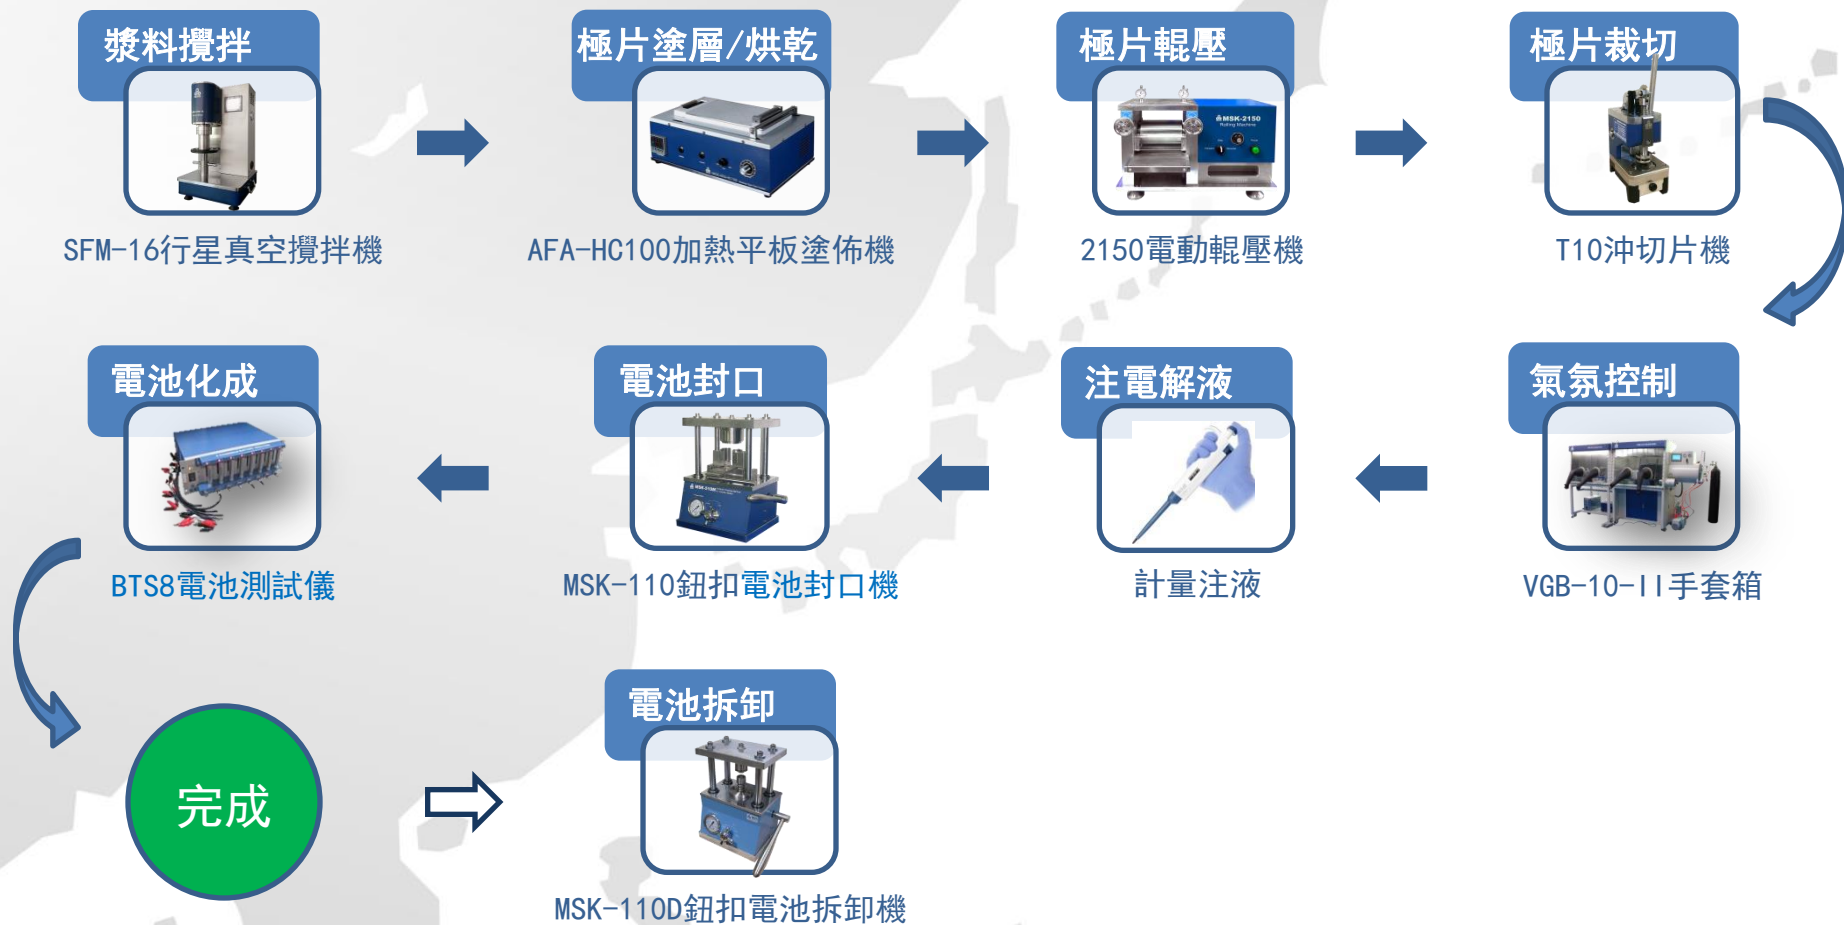 漿料攪拌
SFM-16行星真空攪拌機
極片塗層/烘乾
AFA-HC100加熱平板塗佈機
極片輥壓
MSK-2150
Rolling Machine
2150電動輥壓機
極片裁切
T10沖切片機
氣氛控制
VGB-10-II手套箱
注電解液
計量注液
電池封口
MSK-110鈕扣電池封口機
電池化成
BTS8電池測試儀
完成
電池拆卸
MSK-110D鈕扣電池拆卸機